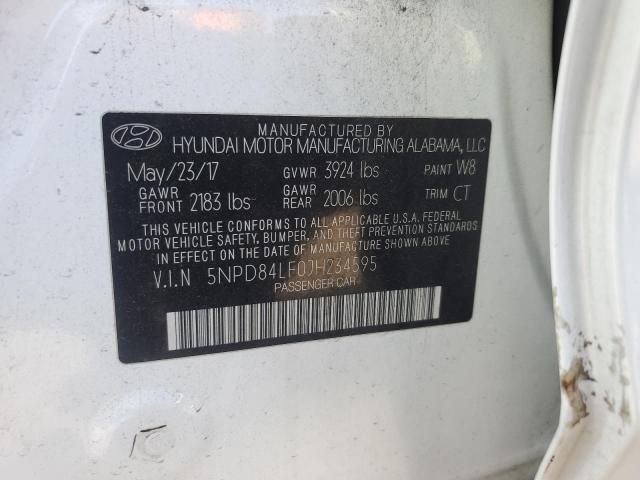 MANUFACTURED BY
HYUNDAI MOTOR MANUFACTURING ALABAMA, LLC
May/23/17 GVWR 3924 lbs PAINT W8
GAWR FRONT 2183 lbs GAWR REAR 2006 lbs TRIM CT
THIS VEHICLE CONFORMS TO ALL APPLICABLE U.S.A. FEDERAL
MOTOR VEHICLE SAFETY, BUMPER, AND THEFT PREVENTION STANDARDS
IN EFFECT ON THE DATE OF MANUFACTURE SHOWN ABOVE.
V.I.N 5NPD84LF0JH234595
PASSENGER CAR